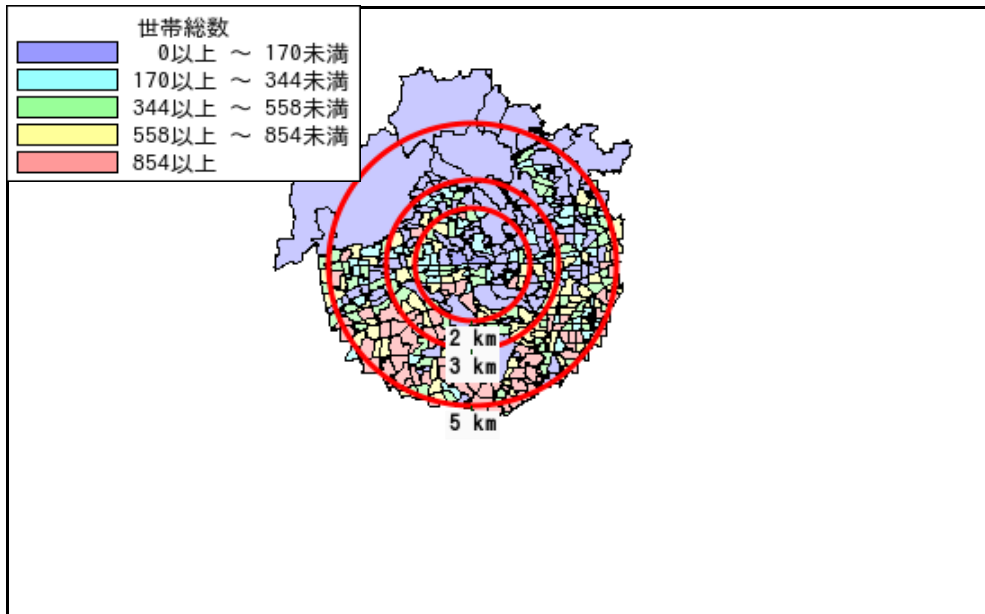 世帯総数
0以上 ～ 170未満
170以上 ～ 344未満
344以上 ～ 558未満
558以上 ～ 854未満
854以上
2 km
3 km
5 km